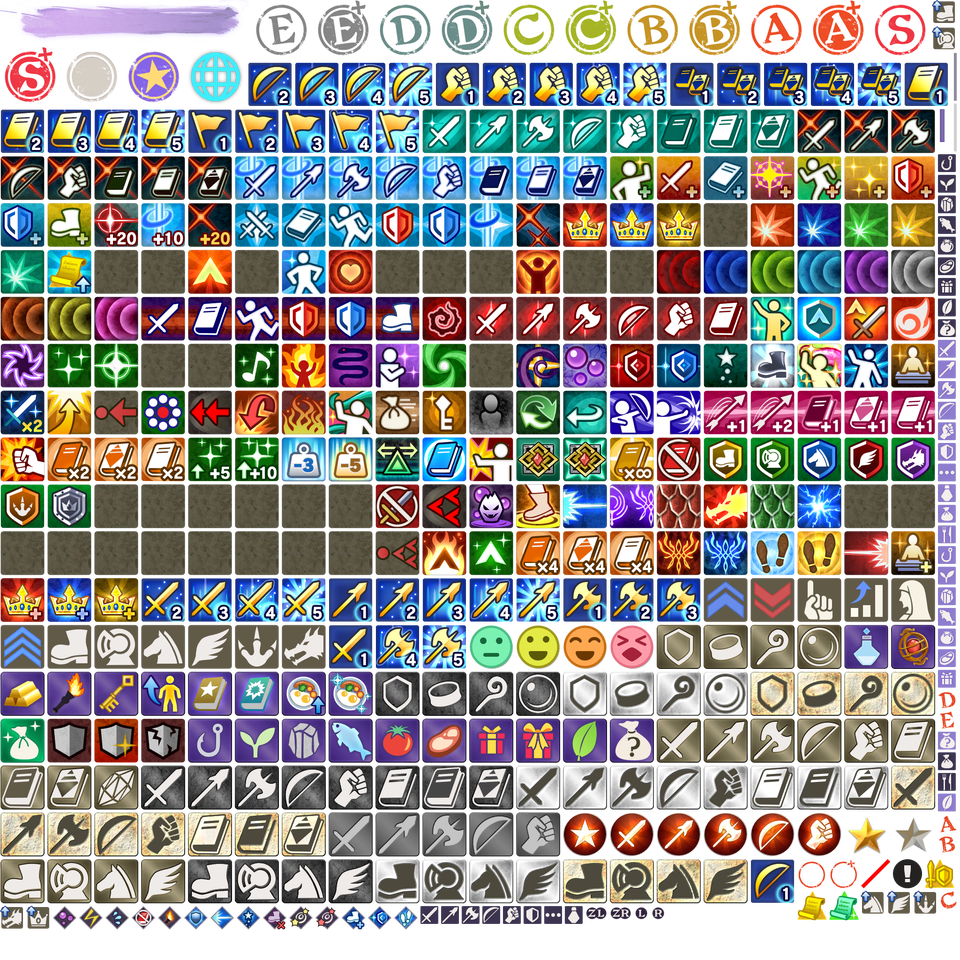 E E+ D D+ C C+ B B+ A A+ S
S+ 2 3 4 5 1 2 3 4 5 1 2 3 4 5 1
2 3 4 5 1 2 3 4 5
+ + + + + + +
+ + +20 +10 +20
x2 +1 +2 +1 +1 +1
x2 x2 x2 +5 +10 -3 -5 x∞
x4 x4 x4 +
+ + + 2 3 4 5 1 2 3 4 5 1 2 3
1 4 5
D
E
?
F
?
A
B
1 !
C
ZL ZR L R